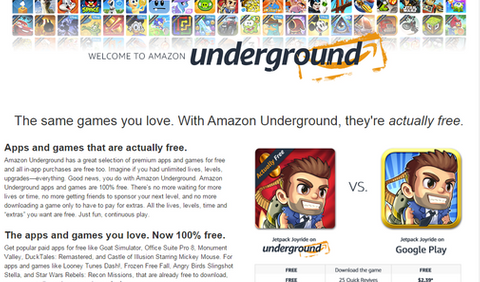 WELCOME TO AMAZON underground
The same games you love. With Amazon Underground, they're actually free.
Apps and games that are actually free.
Amazon Underground has a great selection of premium apps and games for free
and all in-app purchases are free too. Imagine if you had unlimited lives, levels,
upgrades—everything. Good news, you do with Amazon Underground. Amazon
Underground apps and games are 100% free. There's no more waiting for more
lives or time, no more getting friends to sponsor your next level, and no more
downloading a game only to have to pay for extras. All the lives, levels, time and
"extras" you want are free. Just fun, continuous play.
The apps and games you love. Now 100% free.
Get popular paid apps for free like Goat Simulator, Office Suite Pro 8, Monument
Valley, DuckTales: Remastered, and Castle of Illusion Starring Mickey Mouse. For
apps and games like Looney Tunes Dash!, Frozen Free Fall, Angry Birds Slingshot
Stella, and Star Wars Rebels: Recon Missions, that are already free to download,
Actually Free
VS.
Jetpack Joyride on
underground
Jetpack Joyride on
Google Play
FREE Download the game FREE
FREE 25 Quick Revives $2.39*